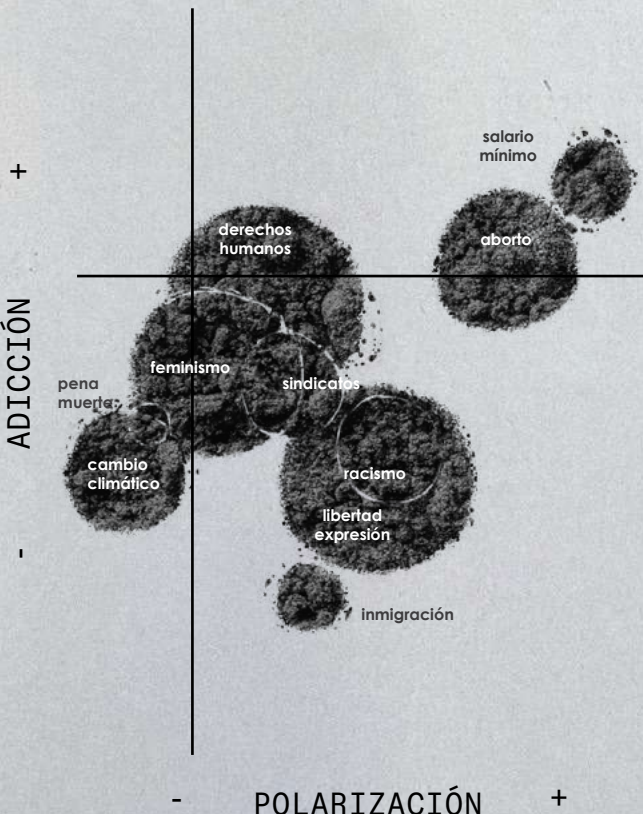 salario
mínimo
+
derechos
humanos
aborto
ADICCIÓN
feminismo
pena
muerte
sindicatos
cambio
climático
racismo
libertad
expresión
-
inmigración
- POLARIZACIÓN +